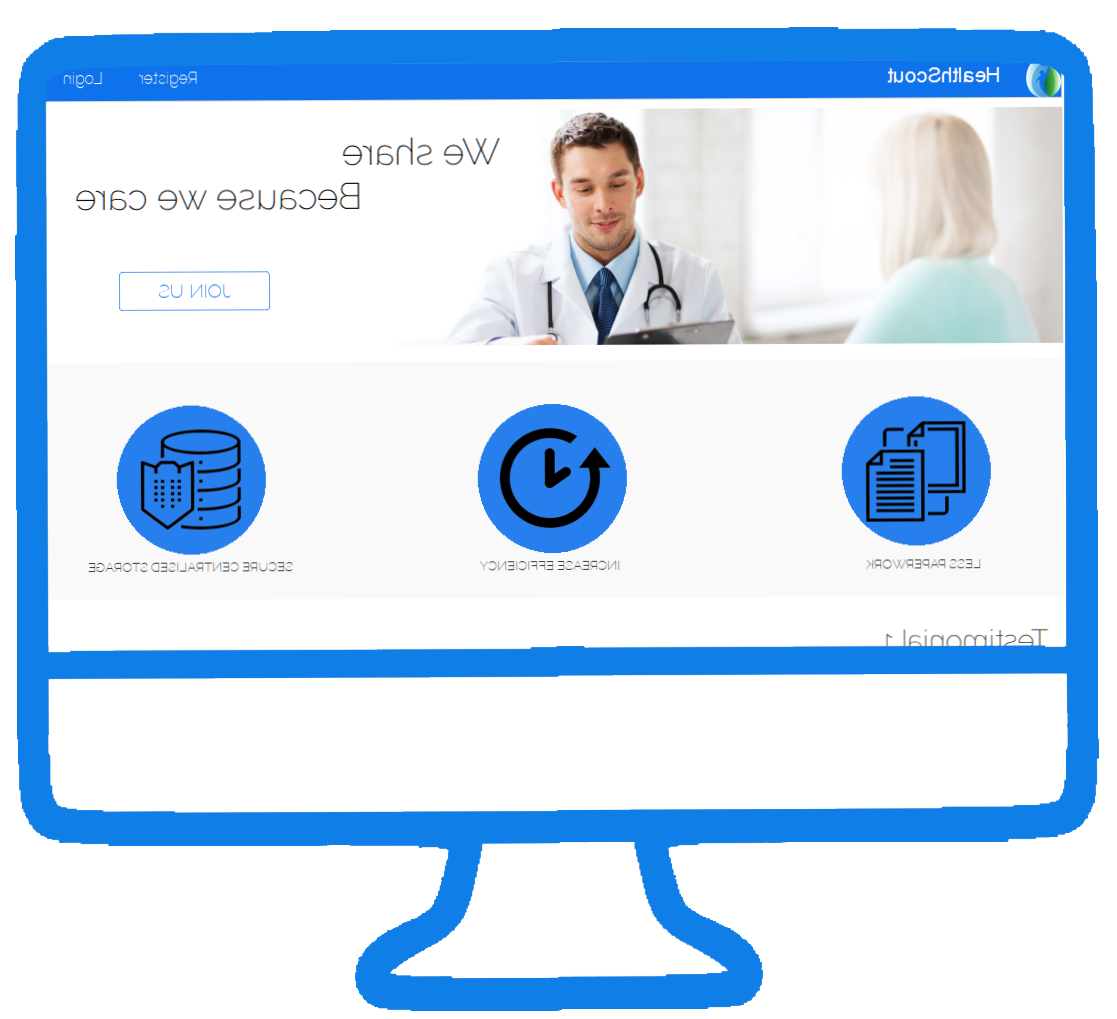 HealthScout
Register
Login
We share
Because we care
JOIN US
LESS PAPERWORK
INCREASE EFFICIENCY
SECURE CENTRALISED STORAGE
Testimonial 1